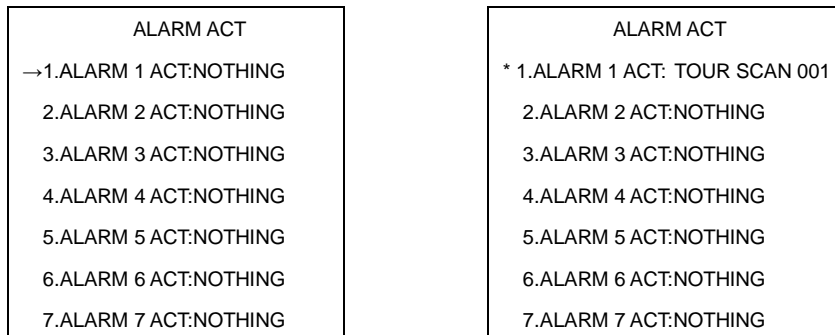 ALARM ACT
→1.ALARM 1 ACT:NOTHING
2.ALARM 2 ACT:NOTHING
3.ALARM 3 ACT:NOTHING
4.ALARM 4 ACT:NOTHING
5.ALARM 5 ACT:NOTHING
6.ALARM 6 ACT:NOTHING
7.ALARM 7 ACT:NOTHING
ALARM ACT
* 1.ALARM 1 ACT: TOUR SCAN 001
2.ALARM 2 ACT:NOTHING
3.ALARM 3 ACT:NOTHING
4.ALARM 4 ACT:NOTHING
5.ALARM 5 ACT:NOTHING
6.ALARM 6 ACT:NOTHING
7.ALARM 7 ACT:NOTHING